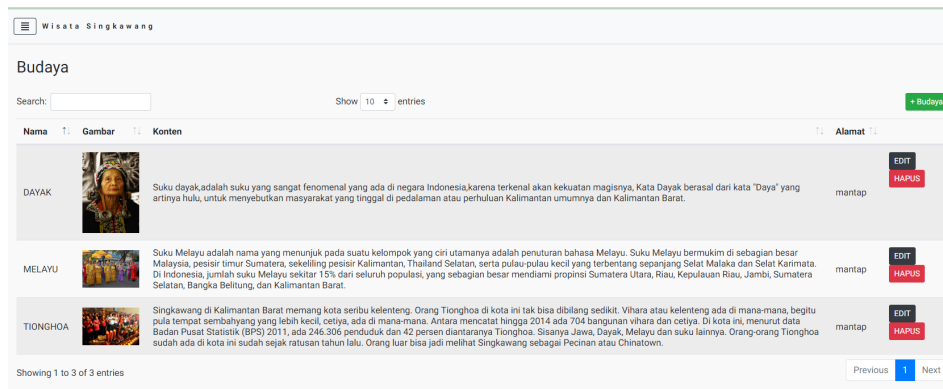 Wisata Singkawang
Budaya
Search:
Show 10 entries
+ Budaya
Nama Gambar Konten Alamat
DAYAK
Suku dayak,adalah suku yang sangat fenomenal yang ada di negara Indonesia,karena terkenal akan kekuatan magisnya, Kata Dayak berasal dari kata "Daya" yang
artinya hulu, untuk menyebutkan masyarakat yang tinggal di pedalaman atau perhuluan Kalimantan umumnya dan Kalimantan Barat.
mantap
EDIT
HAPUS
MELAYU
Suku Melayu adalah nama yang menunjuk pada suatu kelompok yang ciri utamanya adalah penuturan bahasa Melayu. Suku Melayu bermukim di sebagian besar
Malaysia, pesisir timur Sumatera, sekeliling pesisir Kalimantan, Thailand Selatan, serta pulau-pulau kecil yang terbentang sepanjang Selat Malaka dan Selat Karimata.
Di Indonesia, jumlah suku Melayu sekitar 15% dari seluruh populasi, yang sebagian besar mendiami propinsi Sumatera Utara, Riau, Kepulauan Riau, Jambi, Sumatera
Selatan, Bangka Belitung, dan Kalimantan Barat.
mantap
EDIT
HAPUS
TIONGHOA
Singkawang di Kalimantan Barat memang kota seribu kelenteng. Orang Tionghoa di kota ini tak bisa dibilang sedikit. Vihara atau kelenteng ada di mana-mana, begitu
pula tempat sembahyang yang lebih kecil, cetiya, ada di mana-mana. Antara mencatat hingga 2014 ada 704 bangunan vihara dan cetiya. Di kota ini, menurut data
Badan Pusat Statistik (BPS) 2011, ada 246.306 penduduk dan 42 persen diantaranya Tionghoa. Sisanya Jawa, Dayak, Melayu dan suku lainnya. Orang-orang Tionghoa
sudah ada di kota ini sudah sejak ratusan tahun lalu. Orang luar bisa jadi melihat Singkawang sebagai Pecinan atau Chinatown.
mantap
EDIT
HAPUS
Showing 1 to 3 of 3 entries
Previous 1 Next